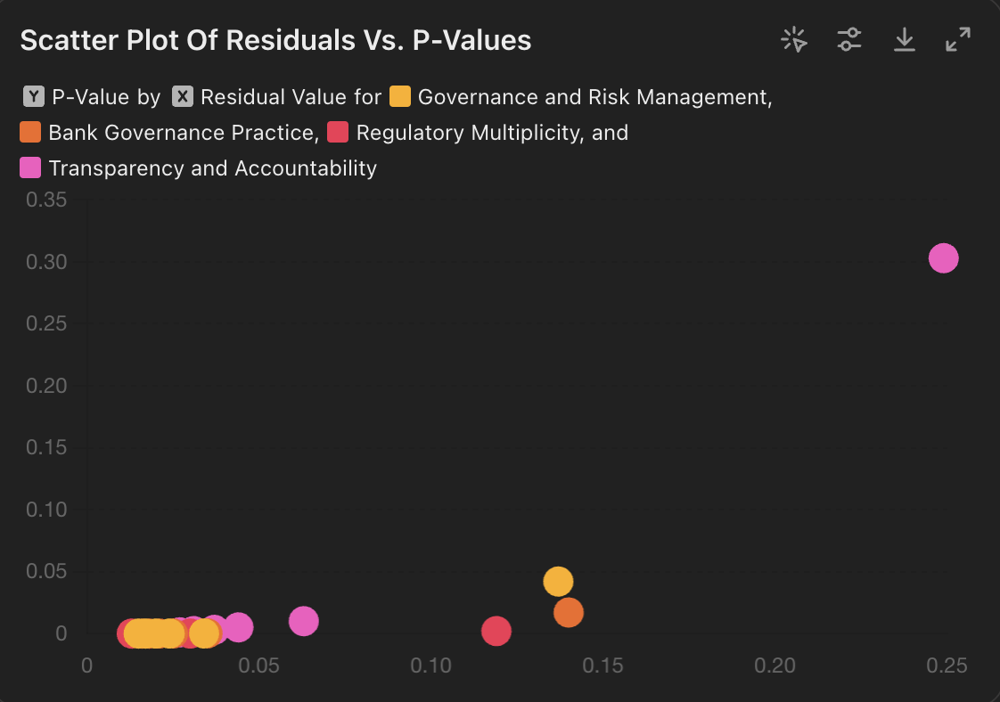 Scatter Plot Of Residuals Vs. P-Values
Y P-Value by X Residual Value for Governance and Risk Management,
Bank Governance Practice, Regulatory Multiplicity, and
Transparency and Accountability
0.35
0.30
0.25
0.20
0.15
0.10
0.05
0
0 0.05 0.10 0.15 0.20 0.25